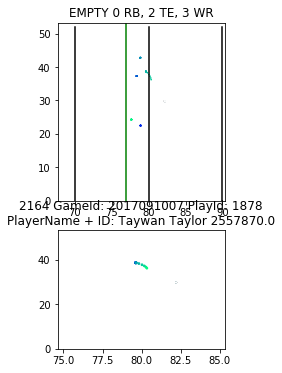 EMPTY 0 RB, 2 TE, 3 WR
50
40
30
20
10
0
70 75 80 85 90
2164 GameId: 2017091007 PlayId: 1878
PlayerName + ID: Taywan Taylor 2557870.0
40
20
0
75.0 77.5 80.0 82.5 85.0